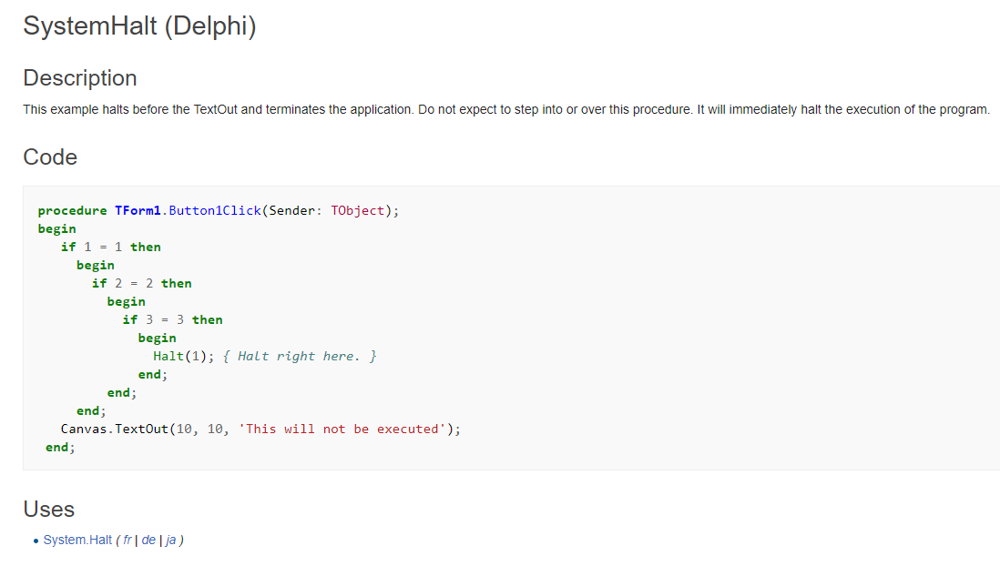 SystemHalt (Delphi)
Description
This example halts before the TextOut and terminates the application. Do not expect to step into or over this procedure. It will immediately halt the execution of the program.
Code
procedure TForm1.Button1Click(Sender: TObject);
begin
   if 1 = 1 then
     begin
       if 2 = 2 then
         begin
           if 3 = 3 then
             begin
               Halt(1); { Halt right here. }
             end;
         end;
     end;
   Canvas.TextOut(10, 10, 'This will not be executed');
 end;
Uses
• System.Halt ( fr | de | ja )